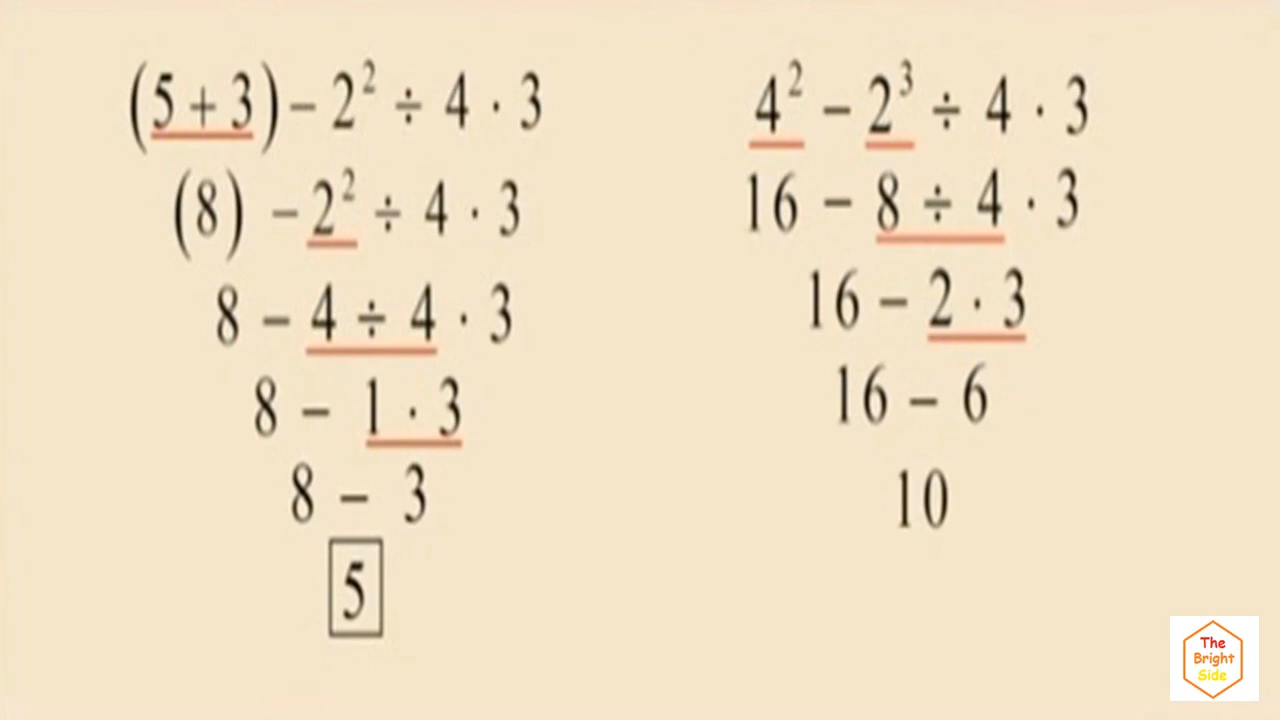 (5 + 3) − 2² ÷ 4 · 3
(8) − 2² ÷ 4 · 3
8 − 4 ÷ 4 · 3
8 − 1 · 3
8 − 3
5
4² − 2³ ÷ 4 · 3
16 − 8 ÷ 4 · 3
16 − 2 · 3
16 − 6
10
The
Bright
Side